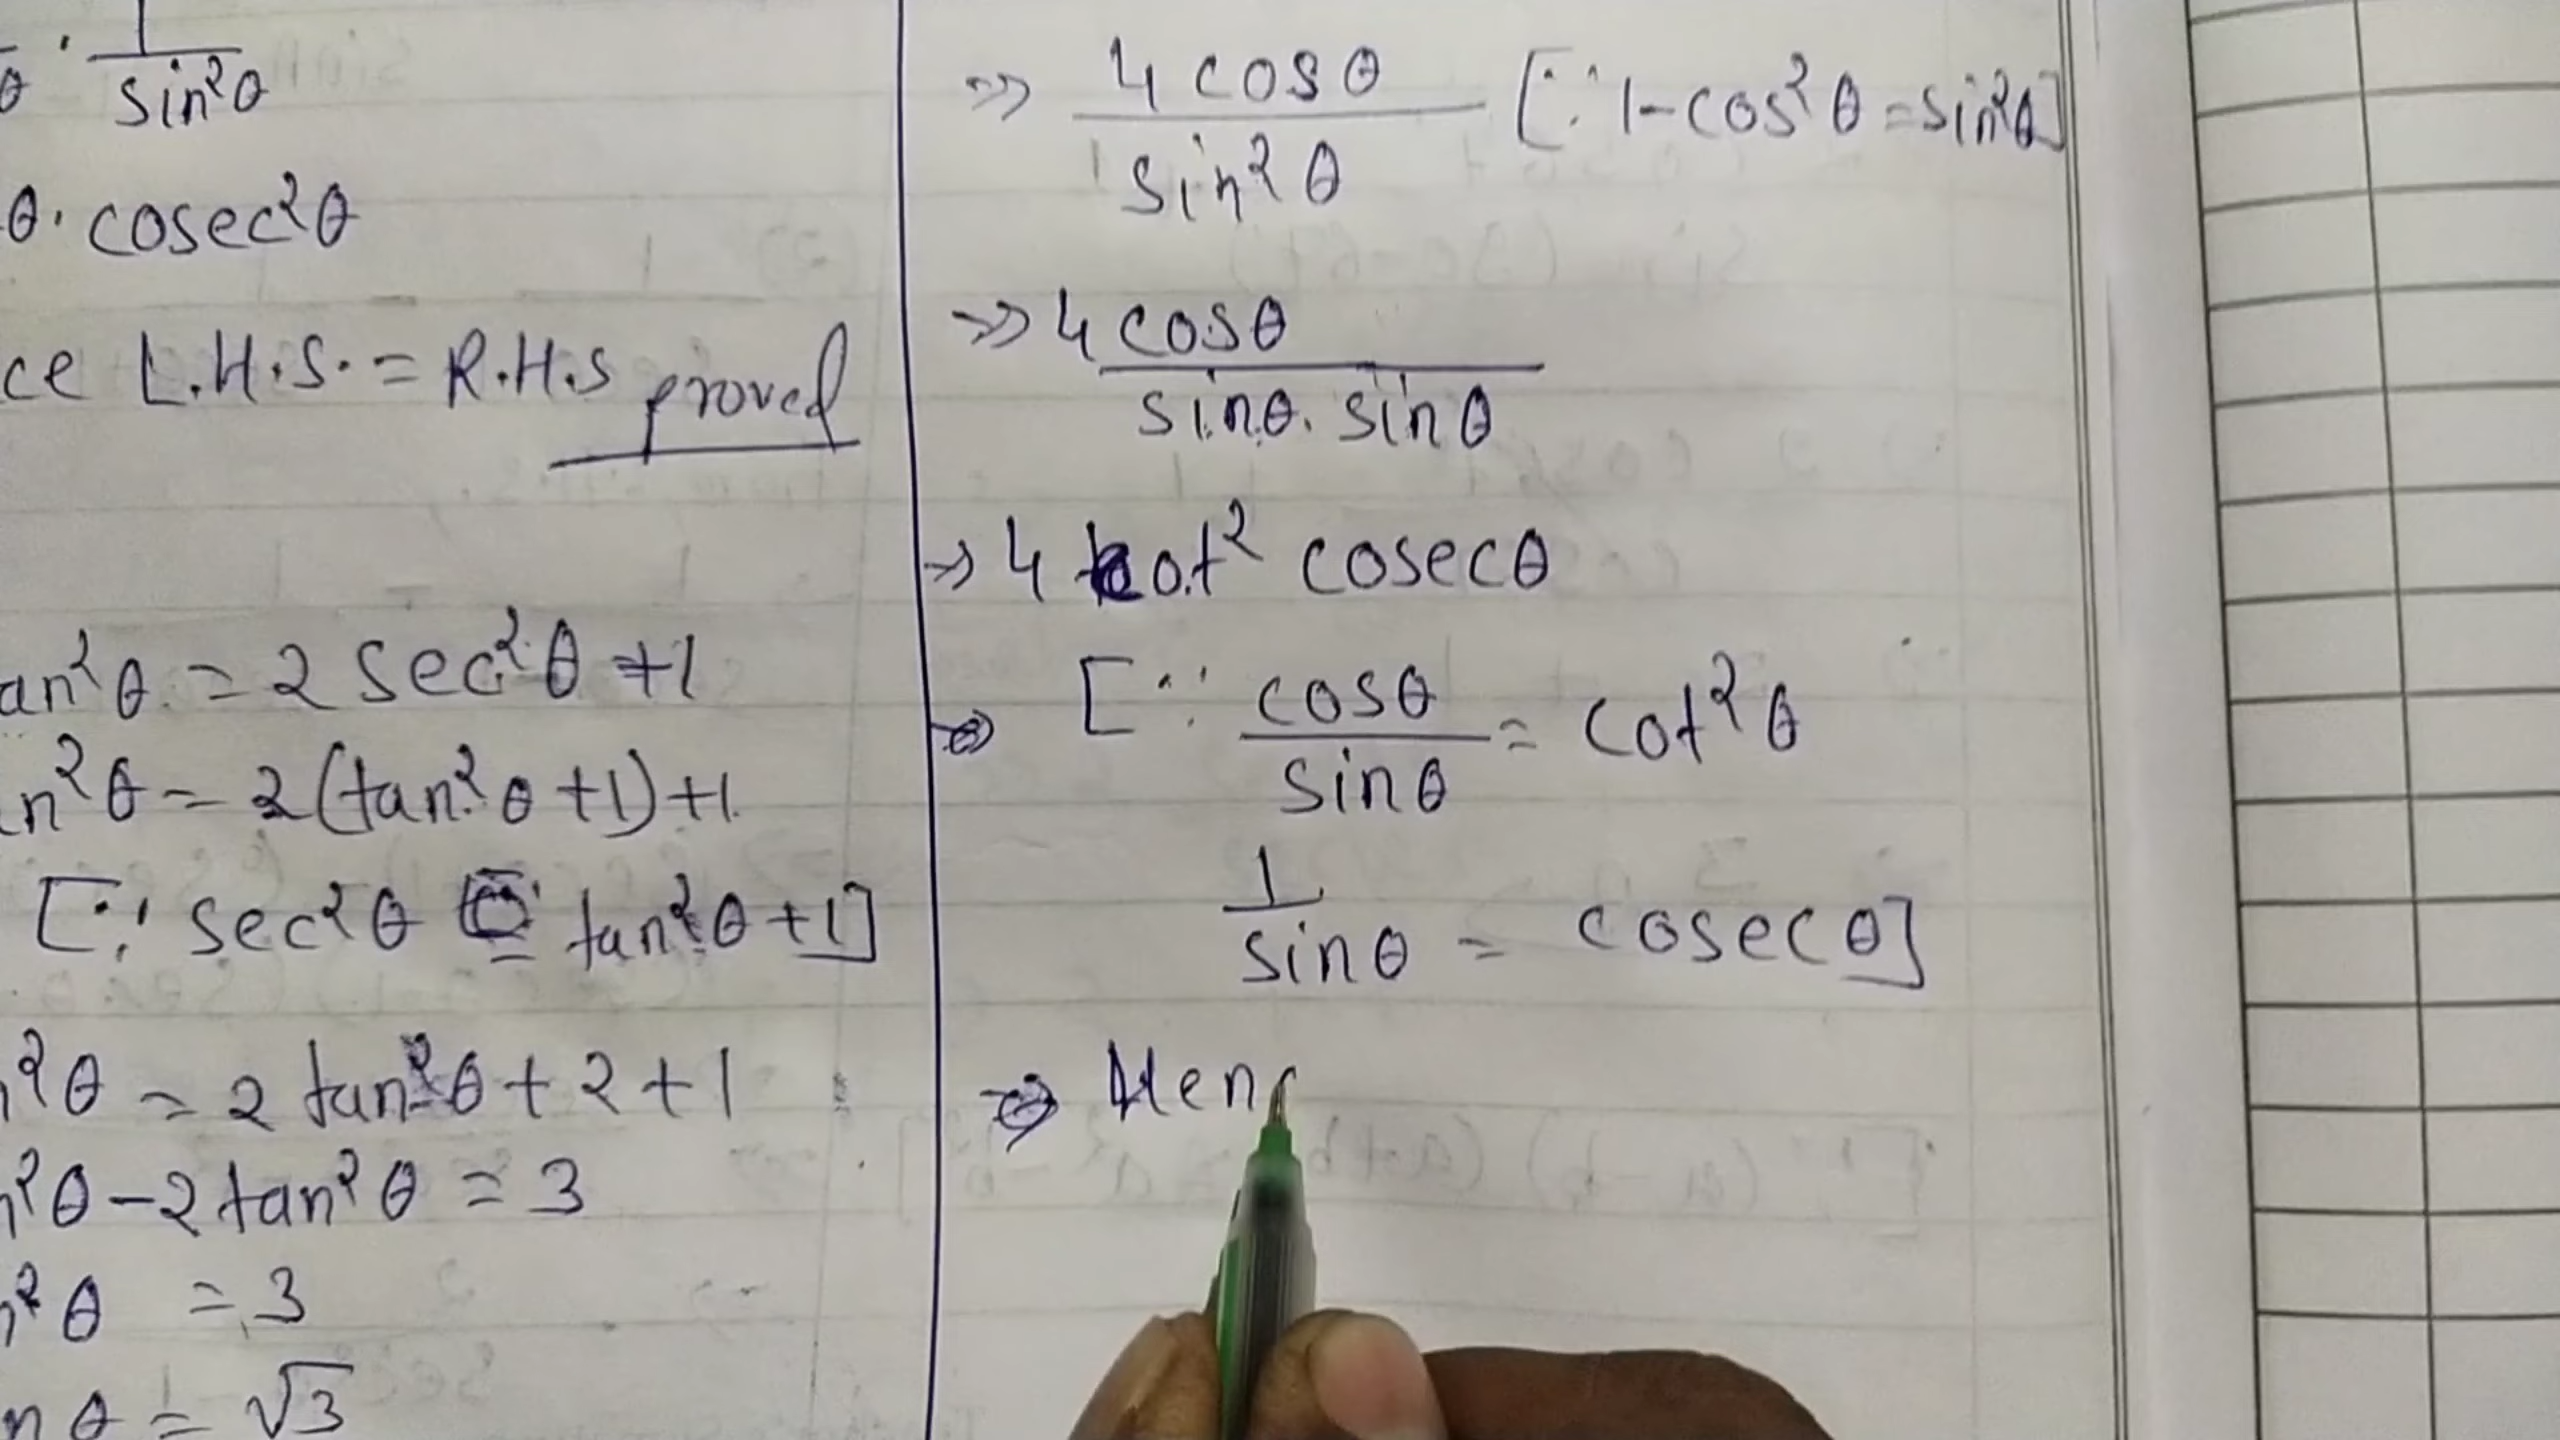 θ · 1/sin²θ
θ. cosec²θ
ce L.H.S. = R.H.S proved
an²θ = 2 sec²θ +1
n²θ = 2(tan²θ +1)+1
[∵ sec²θ = tan²θ +1]
²θ = 2 tan²θ + 2 + 1
²θ - 2 tan²θ = 3
²θ = 3
n θ = √3
⇒ 4 cos θ / sin²θ [∵ 1-cos²θ = sin²θ]
⇒ 4 cosθ / sinθ. sinθ
⇒ 4 cot² cosecθ
⇒ [∵ cosθ / sinθ = cot²θ
1 / sinθ = cosecθ]
⇒ Henc